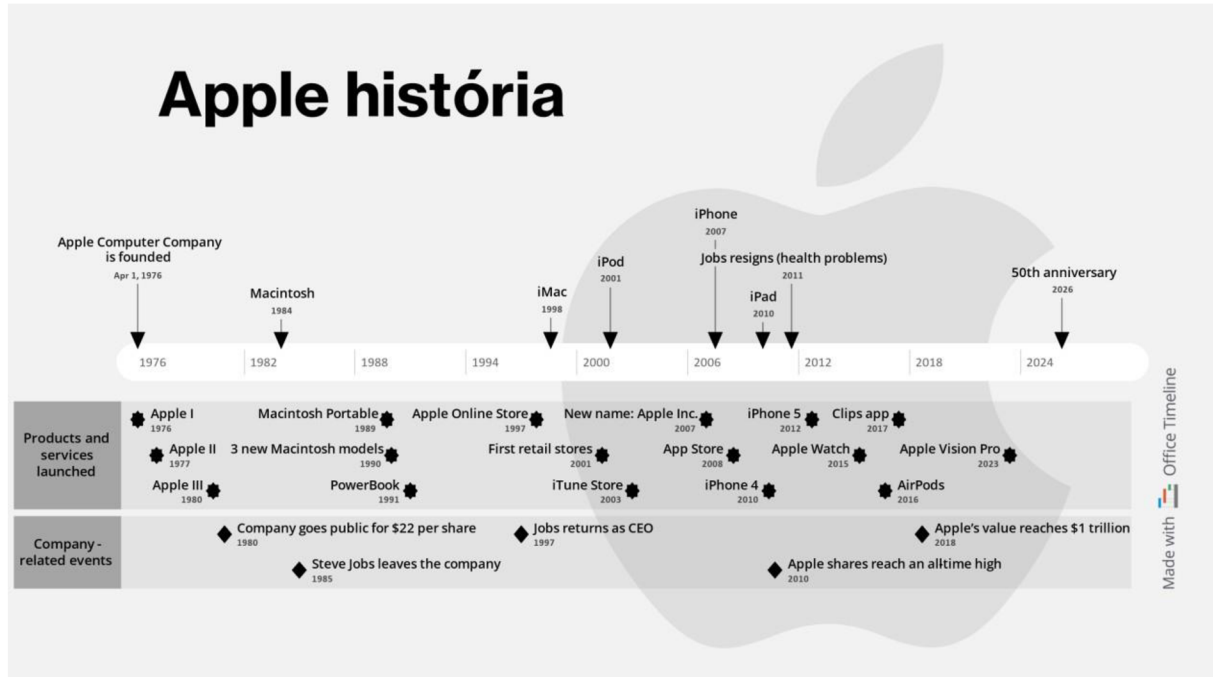 Apple história
Apple Computer Company
is founded
Apr 1, 1976
Macintosh
1984
iMac
1998
iPod
2001
iPhone
2007
Jobs resigns (health problems)
2011
iPad
2010
50th anniversary
2026
1976 1982 1988 1994 2000 2006 2012 2018 2024
Products and
services
launched
Apple I
1976
Apple II
1977
Apple III
1980
Macintosh Portable
1989
3 new Macintosh models
1990
PowerBook
1991
Apple Online Store
1997
First retail stores
2001
iTune Store
2003
New name: Apple Inc.
2007
App Store
2008
iPhone 4
2010
iPhone 5
2012
Apple Watch
2015
AirPods
2016
Clips app
2017
Apple Vision Pro
2023
Company-
related events
Company goes public for $22 per share
1980
Steve Jobs leaves the company
1985
Jobs returns as CEO
1997
Apple shares reach an all-time high
2010
Apple's value reaches $1 trillion
2018
Made with Office Timeline